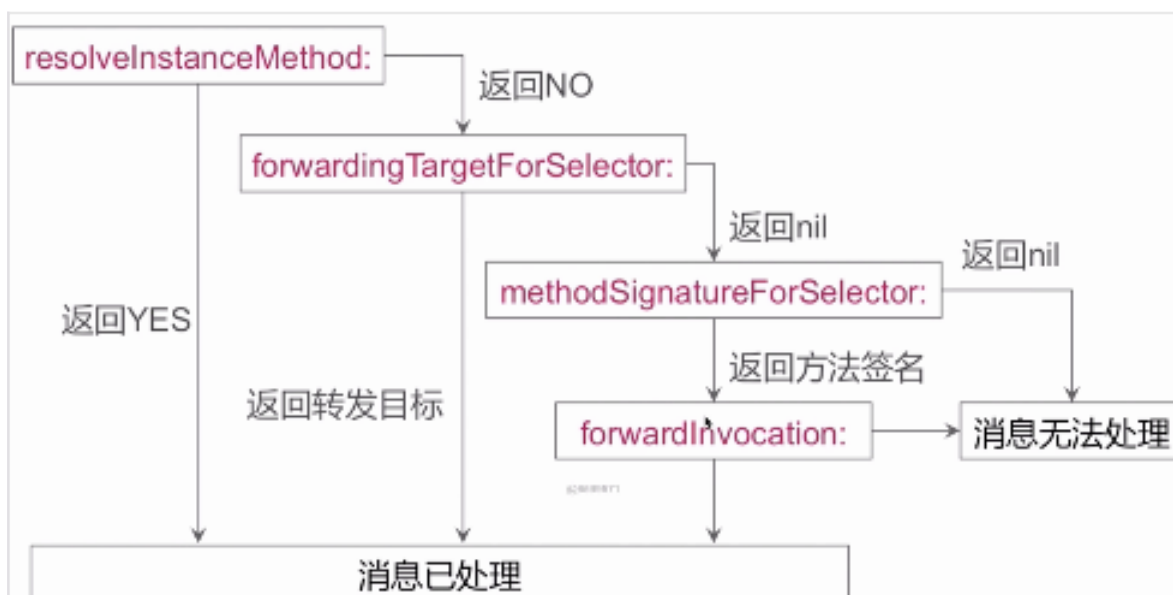 resolveInstanceMethod:
返回NO
forwardingTargetForSelector:
返回nil
返回nil
methodSignatureForSelector:
返回YES
返回方法签名
返回转发目标
forwardInvocation:
消息无法处理
消息已处理